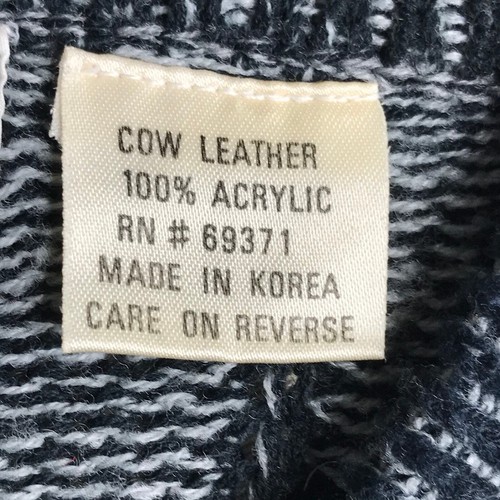 COW LEATHER
100% ACRYLIC
RN # 69371
MADE IN KOREA
CARE ON REVERSE